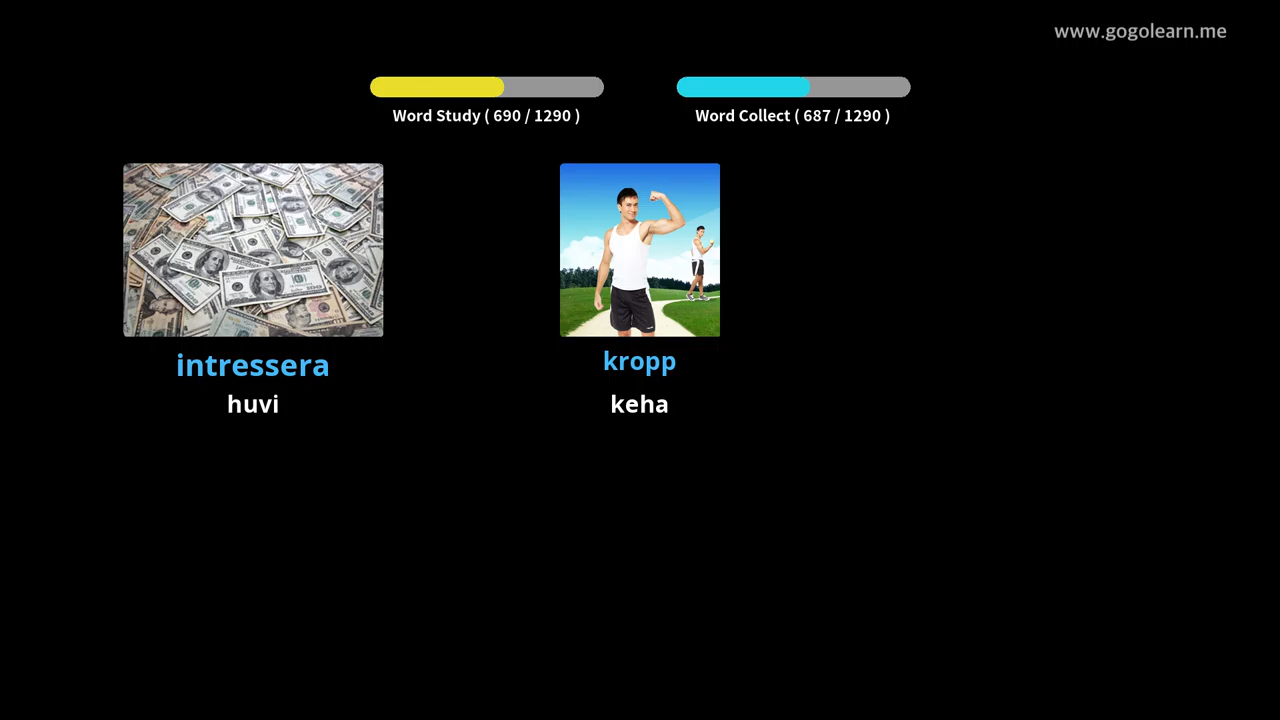 www.gogolearn.me
Word Study ( 690 / 1290 )
Word Collect ( 687 / 1290 )
intressera
huvi
kropp
keha